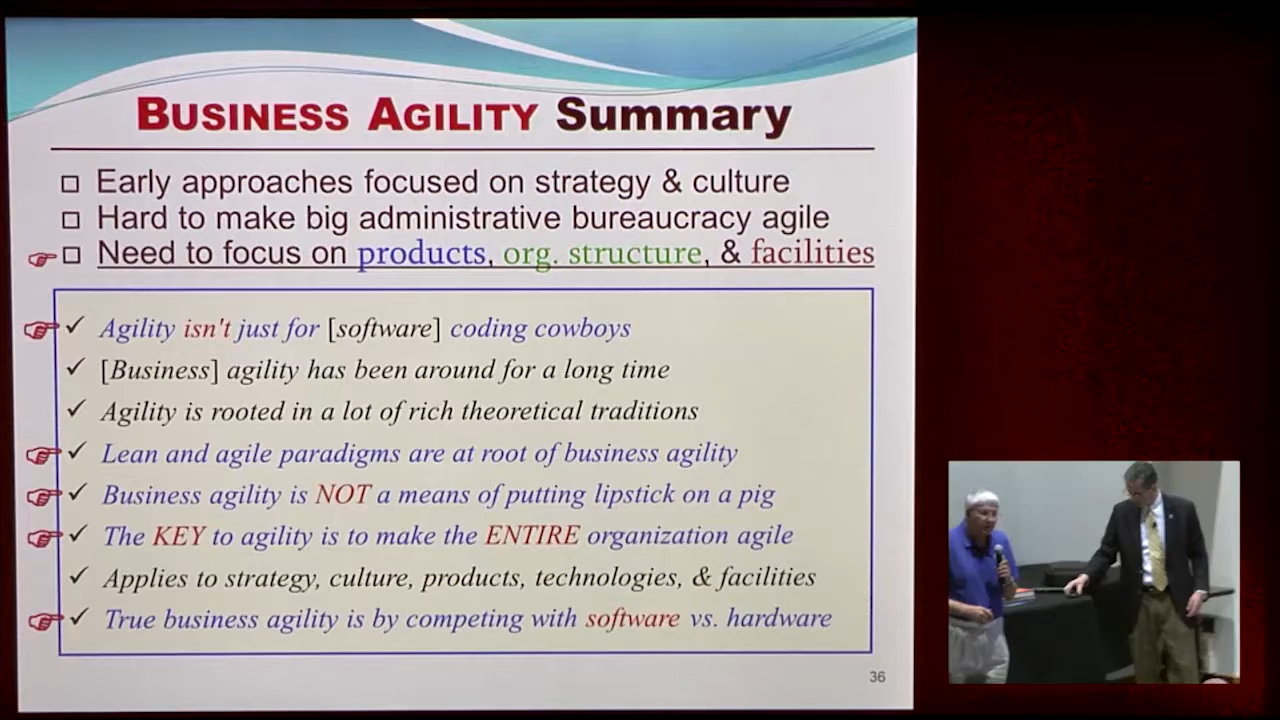 BUSINESS AGILITY Summary
Early approaches focused on strategy & culture
Hard to make big administrative bureaucracy agile
Need to focus on products, org. structure, & facilities
Agility isn't just for [software] coding cowboys
[Business] agility has been around for a long time
Agility is rooted in a lot of rich theoretical traditions
Lean and agile paradigms are at root of business agility
Business agility is NOT a means of putting lipstick on a pig
The KEY to agility is to make the ENTIRE organization agile
Applies to strategy, culture, products, technologies, & facilities
True business agility is by competing with software vs. hardware
36